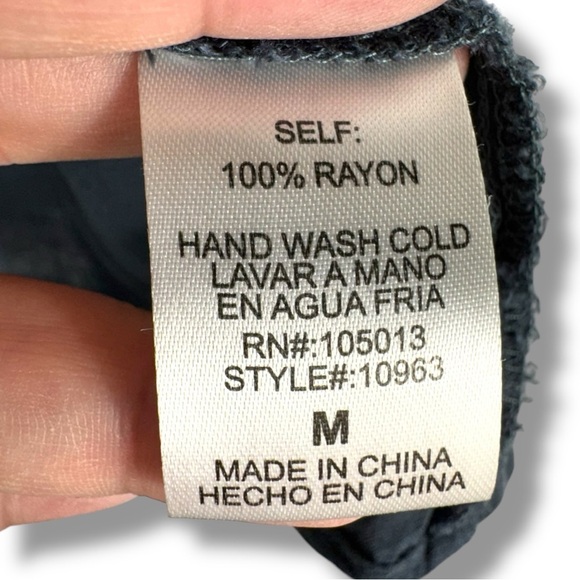 SELF:
100% RAYON
HAND WASH COLD
LAVAR A MANO
EN AGUA FRIA
RN#:105013
STYLE#:10963
M
MADE IN CHINA
HECHO EN CHINA